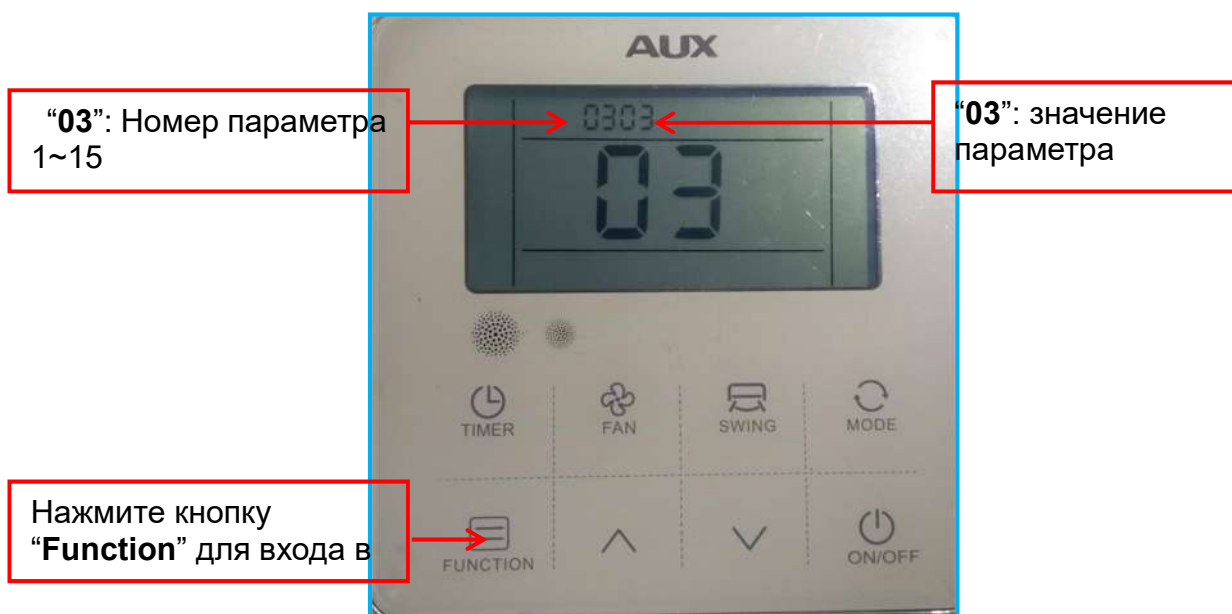 AUX
“03”: Номер параметра
1~15
0303
“03”: значение
параметра
03
TIMER
FAN
SWING
MODE
Нажмите кнопку
“Function” для входа в
FUNCTION
ON/OFF